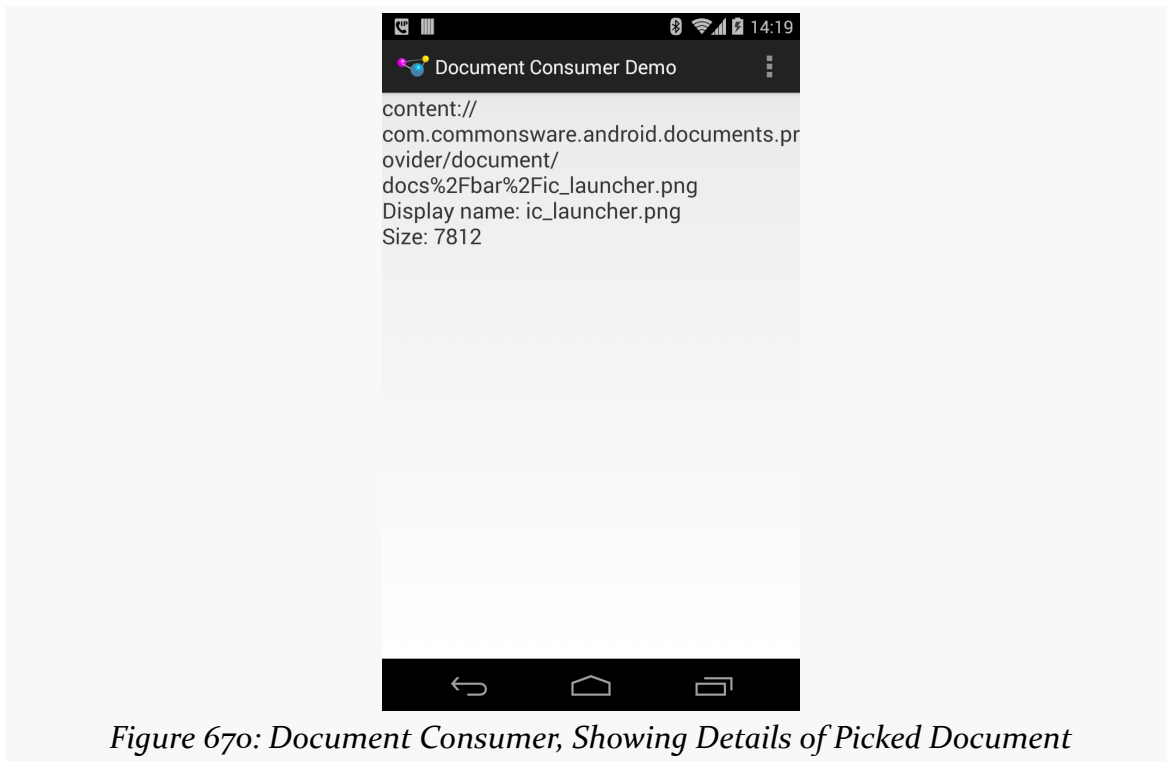 14:19
Document Consumer Demo
content://
com.commonsware.android.documents.pr
ovider/document/
docs%2Fbar%2Fic_launcher.png
Display name: ic_launcher.png
Size: 7812
Figure 670: Document Consumer, Showing Details of Picked Document